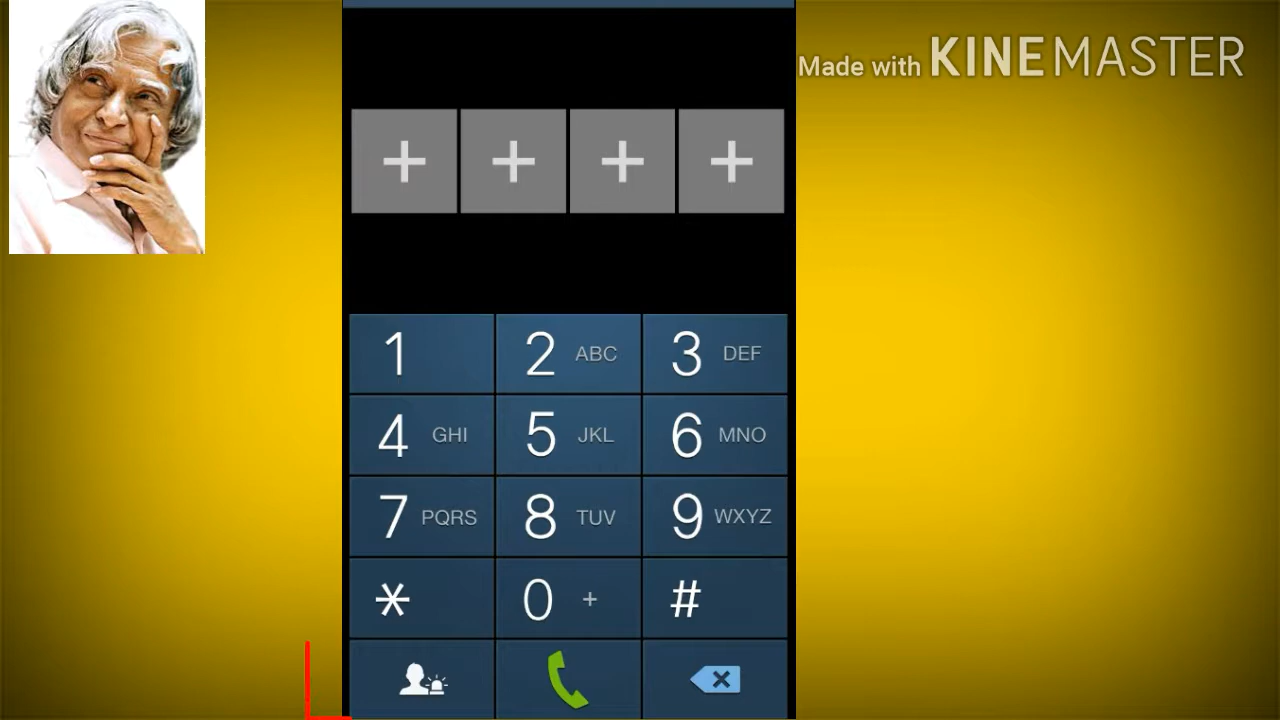 Made with KINEMASTER
+ + + +
1 2 ABC 3 DEF
4 GHI 5 JKL 6 MNO
7 PQRS 8 TUV 9 WXYZ
* 0 + #